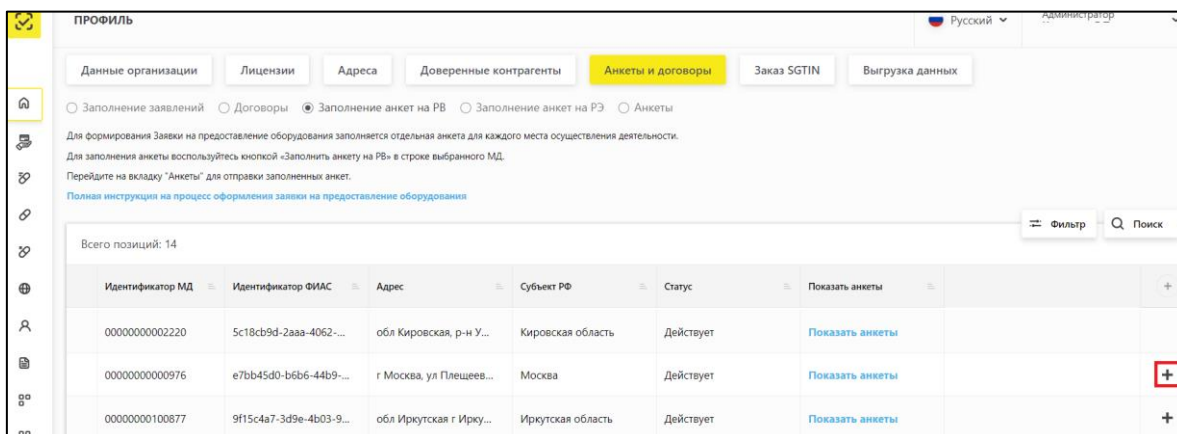 ПРОФИЛЬ
Русский
Администратор
Данные организации Лицензии Адреса Доверенные контрагенты Анкеты и договоры Заказ SGTIN Выгрузка данных
Заполнение заявлений Договоры Заполнение анкет на РВ Заполнение анкет на РЭ Анкеты
Для формирования Заявки на предоставление оборудования заполняется отдельная анкета для каждого места осуществления деятельности.
Для заполнения анкеты воспользуйтесь кнопкой «Заполнить анкету на РВ» в строке выбранного МД.
Перейдите на вкладку "Анкеты" для отправки заполненных анкет.
Полная инструкция на процесс оформления заявки на предоставление оборудования
Фильтр Поиск
Всего позиций: 14
Идентификатор МД Идентификатор ФИАС Адрес Субъект РФ Статус Показать анкеты
00000000002220 5c18cb9d-2aaa-4062-... обл Кировская, р-н У... Кировская область Действует Показать анкеты
00000000000976 e7bb45d0-b6b6-44b9-... г Москва, ул Плещеев... Москва Действует Показать анкеты
00000000100877 9f15c4a7-3d9e-4b03-9... обл Иркутская г Ирку... Иркутская область Действует Показать анкеты